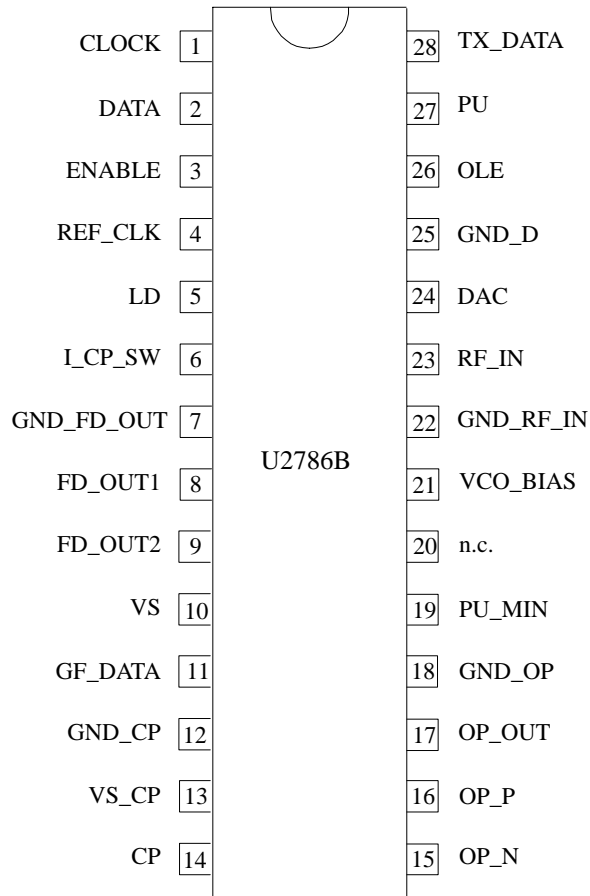 CLOCK 1 28 TX_DATA
DATA 2 27 PU
ENABLE 3 26 OLE
REF_CLK 4 25 GND_D
LD 5 24 DAC
I_CP_SW 6 23 RF_IN
GND_FD_OUT 7 22 GND_RF_IN
U2786B
FD_OUT1 8 21 VCO_BIAS
FD_OUT2 9 20 n.c.
VS 10 19 PU_MIN
GF_DATA 11 18 GND_OP
GND_CP 12 17 OP_OUT
VS_CP 13 16 OP_P
CP 14 15 OP_N